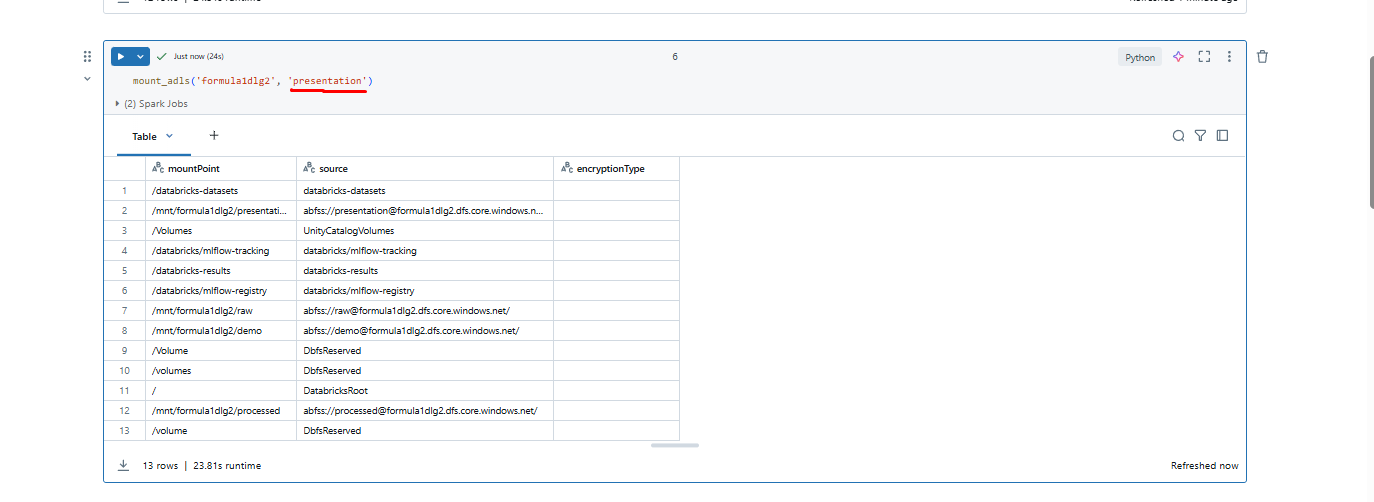 Just now (24s)
6
Python
mount_adls('formula1dlg2', 'presentation')
(2) Spark Jobs
Table
+
mountPoint source encryptionType
1 /databricks-datasets databricks-datasets
2 /mnt/formula1dlg2/presentati... abfss://presentation@formula1dlg2.dfs.core.windows.n...
3 /Volumes UnityCatalogVolumes
4 /databricks/mlflow-tracking databricks/mlflow-tracking
5 /databricks-results databricks-results
6 /databricks/mlflow-registry databricks/mlflow-registry
7 /mnt/formula1dlg2/raw abfss://raw@formula1dlg2.dfs.core.windows.net/
8 /mnt/formula1dlg2/demo abfss://demo@formula1dlg2.dfs.core.windows.net/
9 /Volume DbfsReserved
10 /volumes DbfsReserved
11 / DatabricksRoot
12 /mnt/formula1dlg2/processed abfss://processed@formula1dlg2.dfs.core.windows.net/
13 /volume DbfsReserved
13 rows | 23.81s runtime
Refreshed now